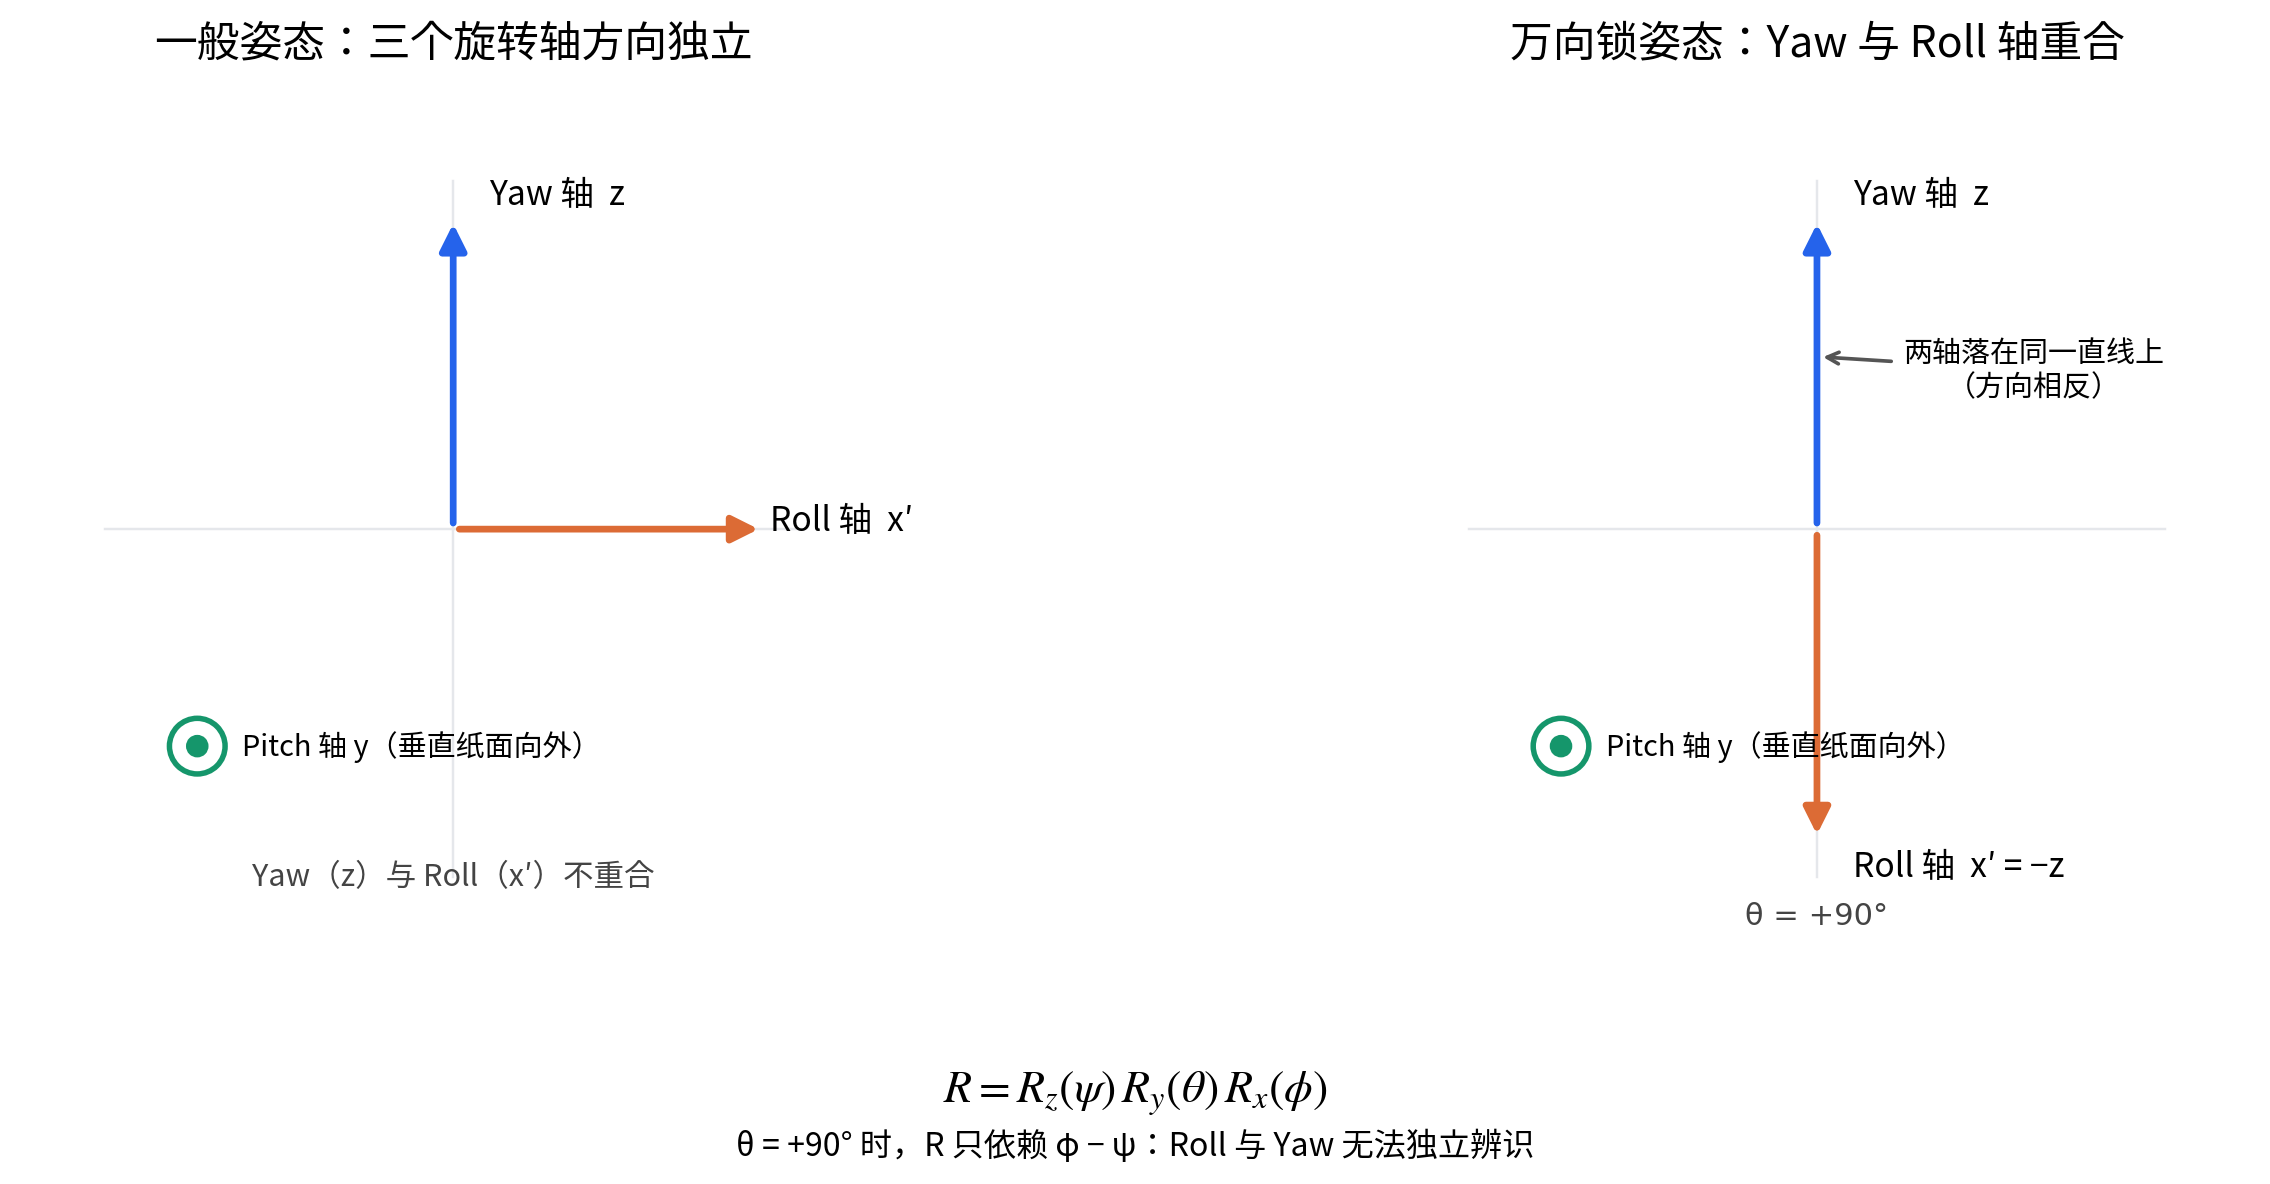 一般姿态：三个旋转轴方向独立
Yaw 轴 z
Roll 轴 x′
Pitch 轴 y（垂直纸面向外）
Yaw（z）与 Roll（x′）不重合
万向锁姿态：Yaw 与 Roll 轴重合
Yaw 轴 z
两轴落在同一直线上
（方向相反）
Pitch 轴 y（垂直纸面向外）
Roll 轴 x′ = −z
θ = +90°
R = R_z(ψ) R_y(θ) R_x(ϕ)
θ = +90° 时，R 只依赖 ϕ − ψ：Roll 与 Yaw 无法独立辨识